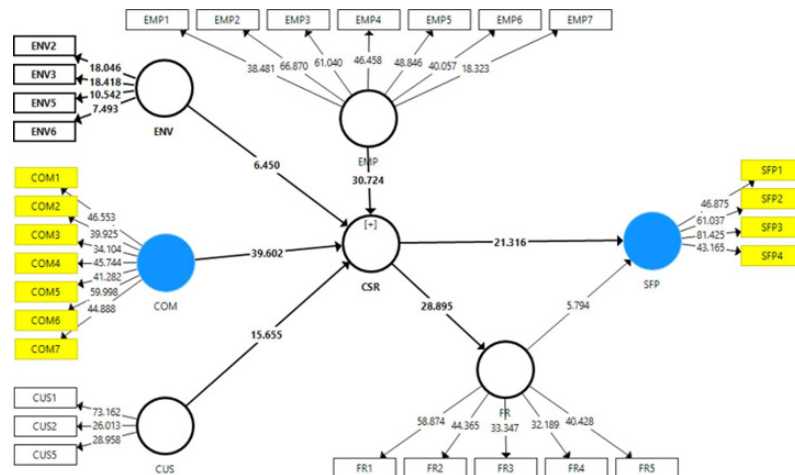 EMP1 EMP2 EMP3 EMP4 EMP5 EMP6 EMP7
38.481 66.870 61.040 46.458 48.846 40.057 18.323
EMP
ENV2
ENV3
ENV5
ENV6
18.046
18.418
10.542
7.493
ENV
6.450
30.724
COM1
COM2
COM3
COM4
COM5
COM6
COM7
46.553
39.925
34.104
45.744
41.282
59.998
44.888
COM
39.602
[+]
CSR
21.316
SFP
46.875
61.037
81.425
43.165
SFP1
SFP2
SFP3
SFP4
15.655
28.895
5.794
CUS1
CUS2
CUS5
73.162
26.013
28.958
CUS
FR
58.874 44.365 33.347 32.189 40.428
FR1 FR2 FR3 FR4 FR5